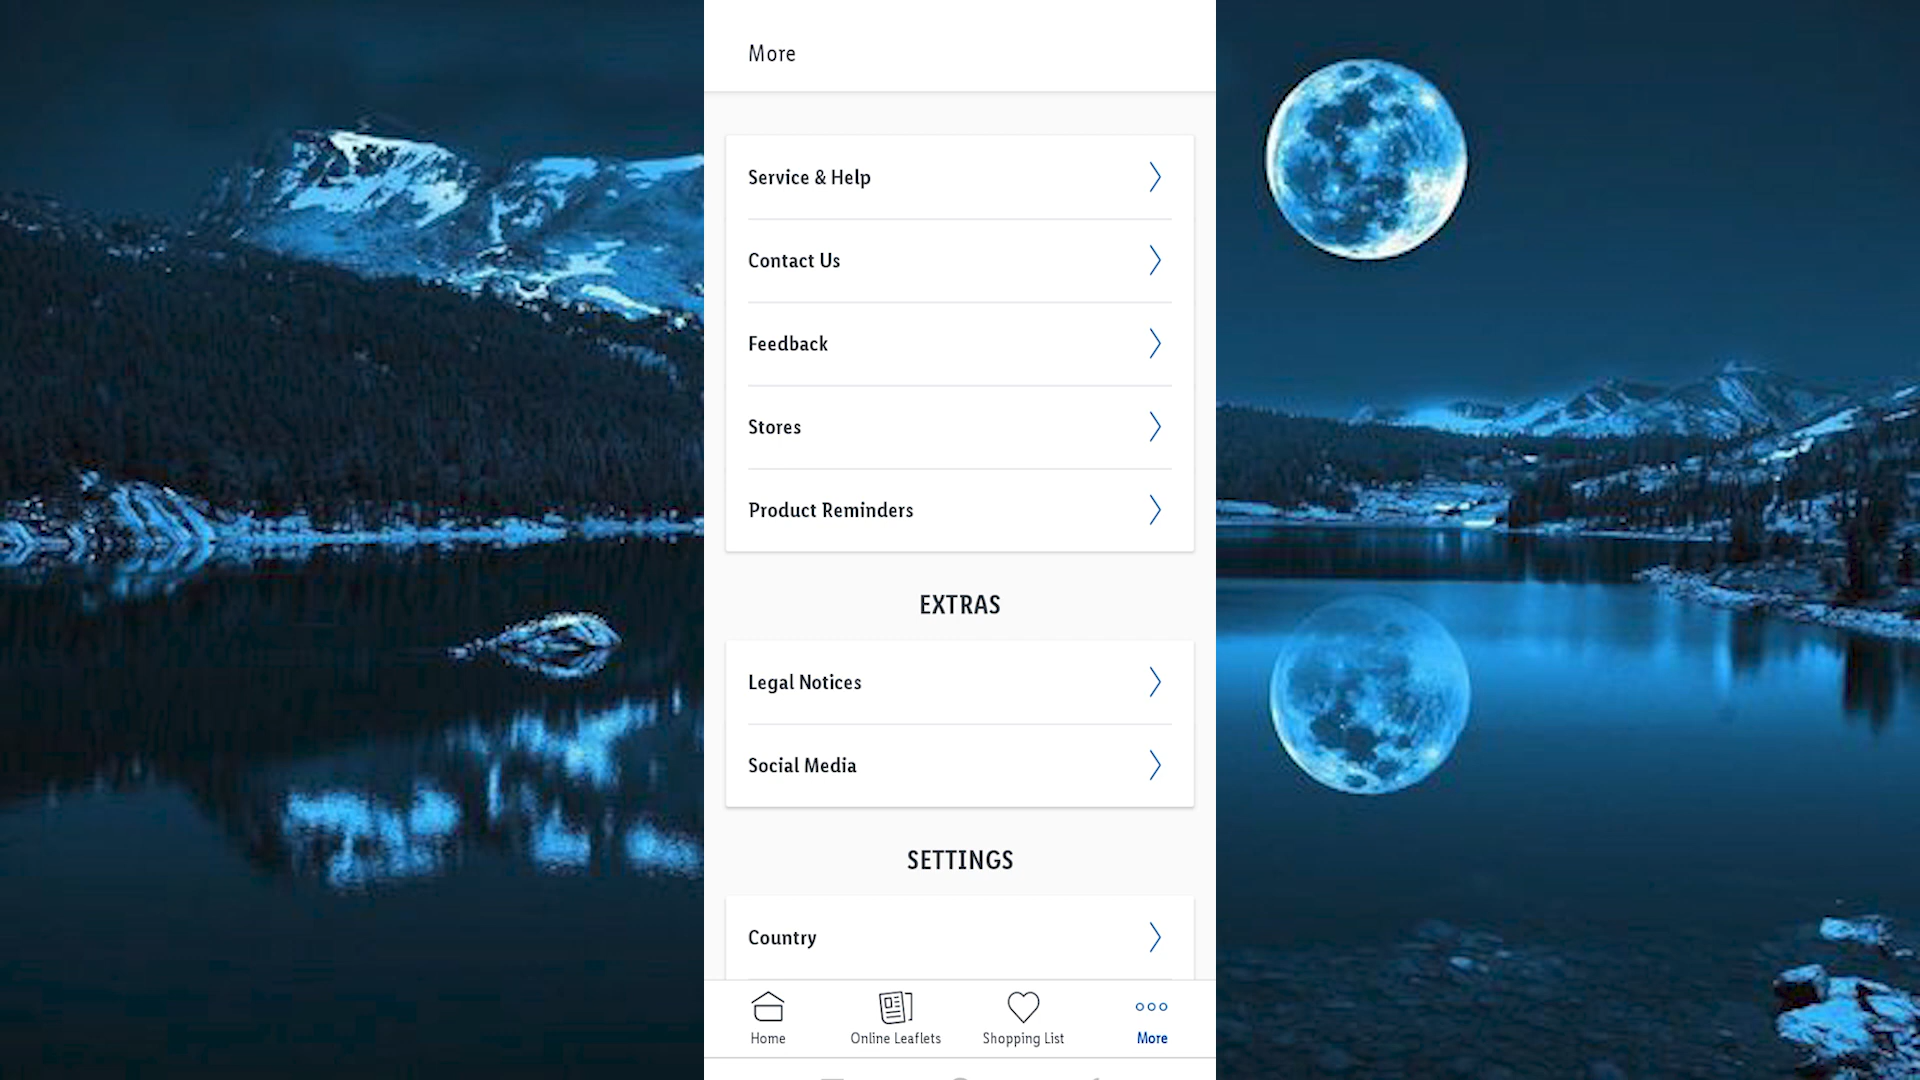 More
Service & Help
Contact Us
Feedback
Stores
Product Reminders
EXTRAS
Legal Notices
Social Media
SETTINGS
Country
Home
Online Leaflets
Shopping List
More